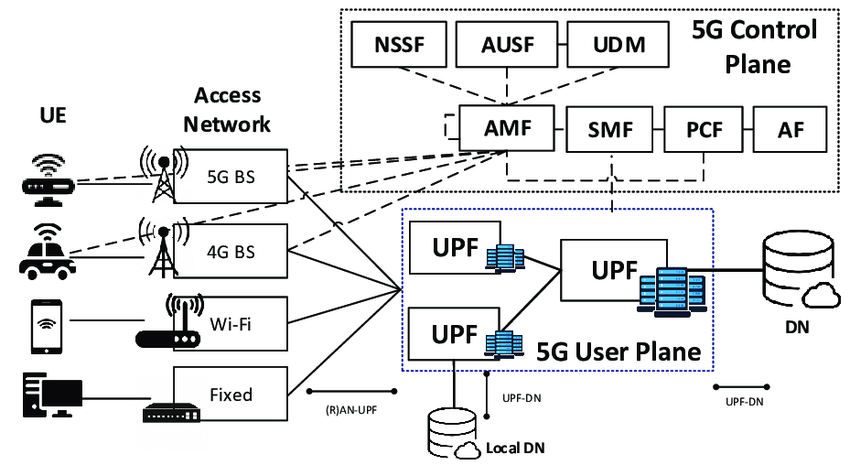 NSSF
AUSF
UDM
5G Control
Plane
Access
Network
UE
AMF
SMF
PCF
AF
5G BS
4G BS
UPF
UPF
DN
Wi-Fi
UPF
5G User Plane
Fixed
(R)AN-UPF
UPF-DN
UPF-DN
Local DN